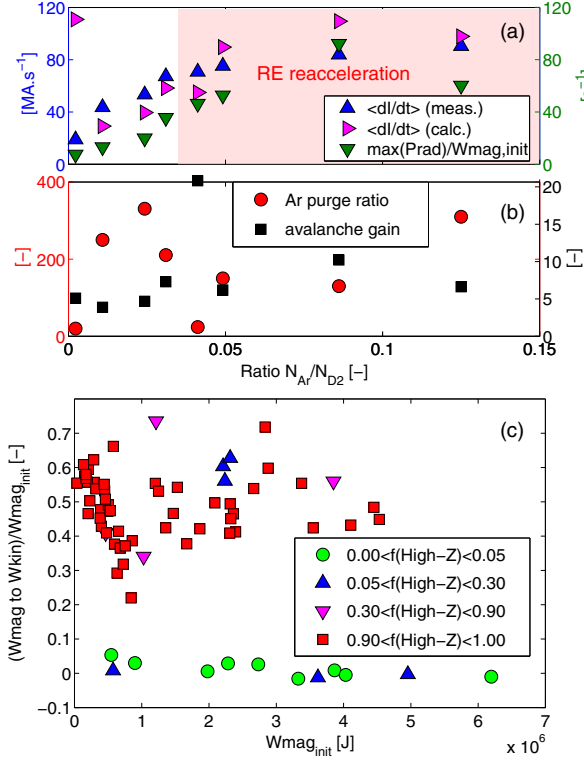 120
80
40
0
[MA.s⁻¹]
(a)
RE reacceleration
<dI/dt> (meas.)
<dI/dt> (calc.)
max(Prad)/Wmag,init
120
80
40
0
400
200
0
[-]
(b)
Ar purge ratio
avalanche gain
20
15
10
5
0
[-]
0 0.05 0.1 0.15
Ratio N_Ar/N_D2 [-]
(c)
0.7
0.6
0.5
0.4
0.3
0.2
0.1
0
-0.1
(Wmag to Wkin)/Wmag_init [-]
0.00<f(High-Z)<0.05
0.05<f(High-Z)<0.30
0.30<f(High-Z)<0.90
0.90<f(High-Z)<1.00
0 1 2 3 4 5 6 7
Wmag_init [J]
x 10⁶